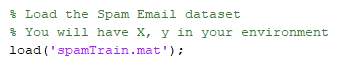 % Load the Spam Email dataset
% You will have X, y in your environment
load('spamTrain.mat');